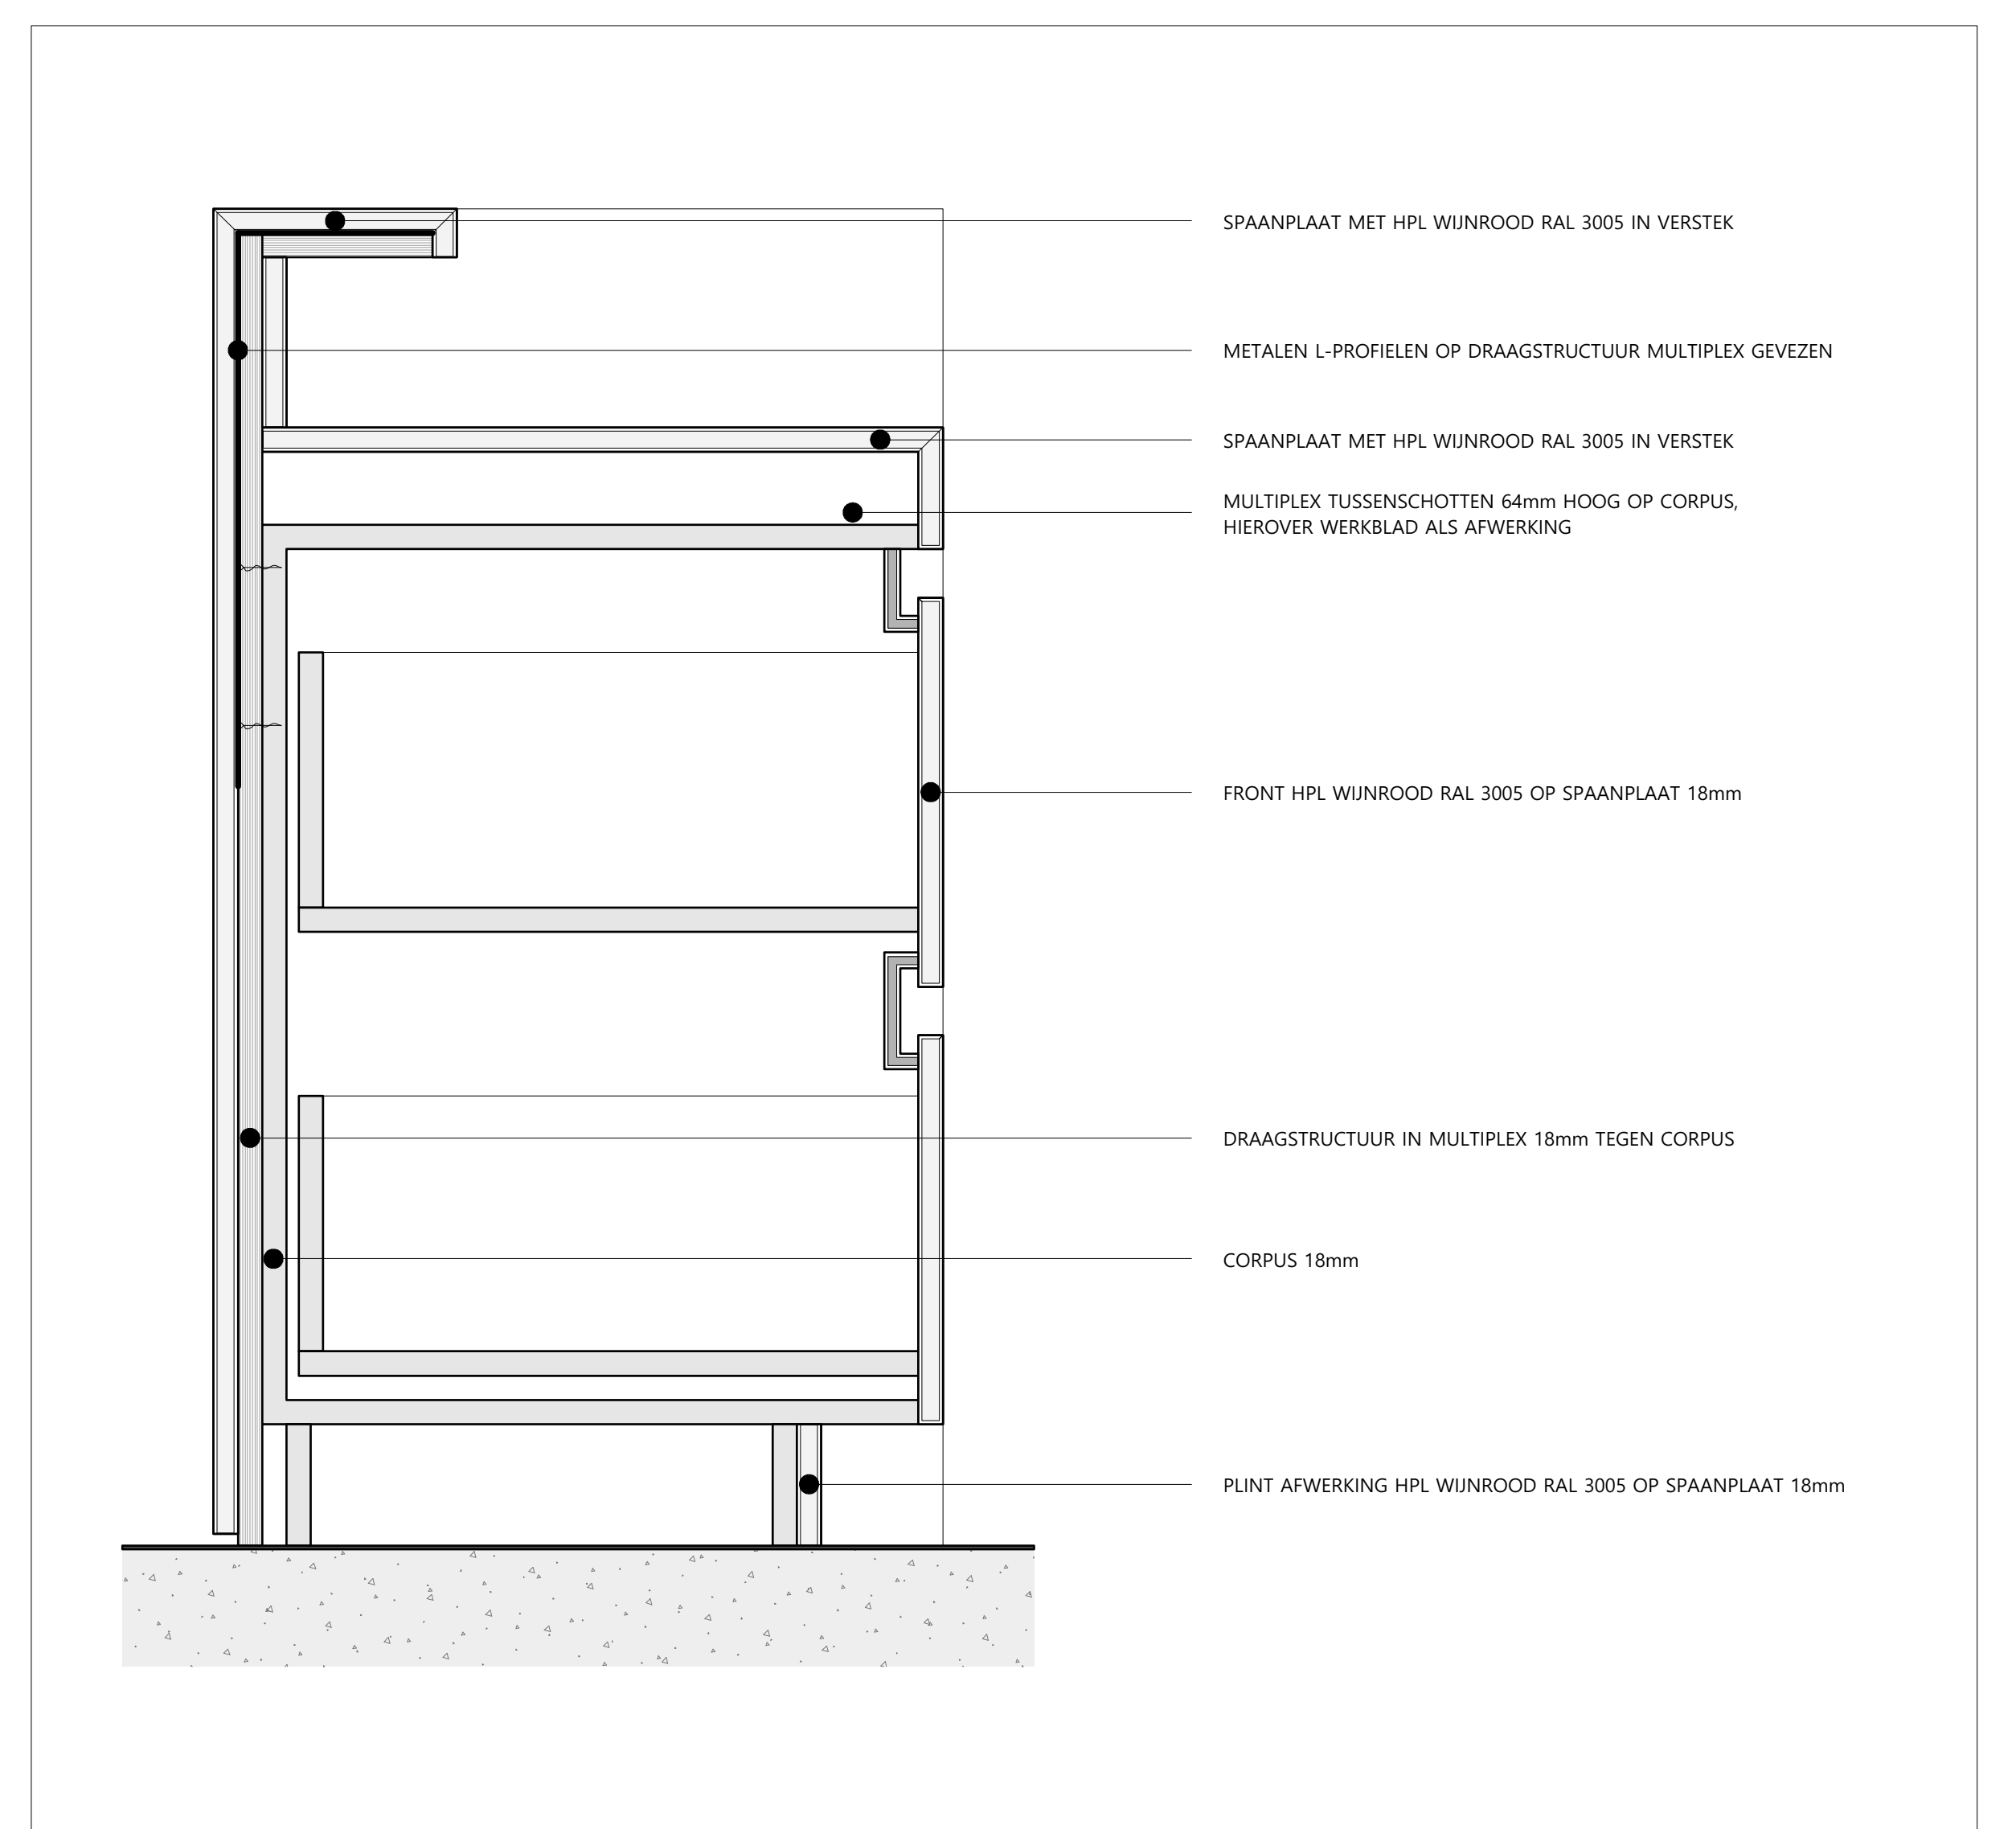 SPAANPLAAT MET HPL WIJNROOD RAL 3005 IN VERSTEK
METALEN L-PROFIELEN OP DRAAGSTRUCTUUR MULTIPLEX GEVEZEN
SPAANPLAAT MET HPL WIJNROOD RAL 3005 IN VERSTEK
MULTIPLEX TUSSENSCHOTTEN 64mm HOOG OP CORPUS,
HIEROVER WERKBLAD ALS AFWERKING
FRONT HPL WIJNROOD RAL 3005 OP SPAANPLAAT 18mm
DRAAGSTRUCTUUR IN MULTIPLEX 18mm TEGEN CORPUS
CORPUS 18mm
PLINT AFWERKING HPL WIJNROOD RAL 3005 OP SPAANPLAAT 18mm